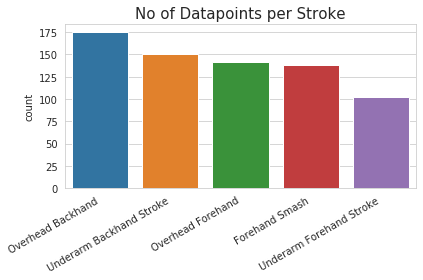 No of Datapoints per Stroke
count
175
150
125
100
75
50
25
0
Overhead Backhand
Underarm Backhand Stroke
Overhead Forehand
Forehand Smash
Underarm Forehand Stroke